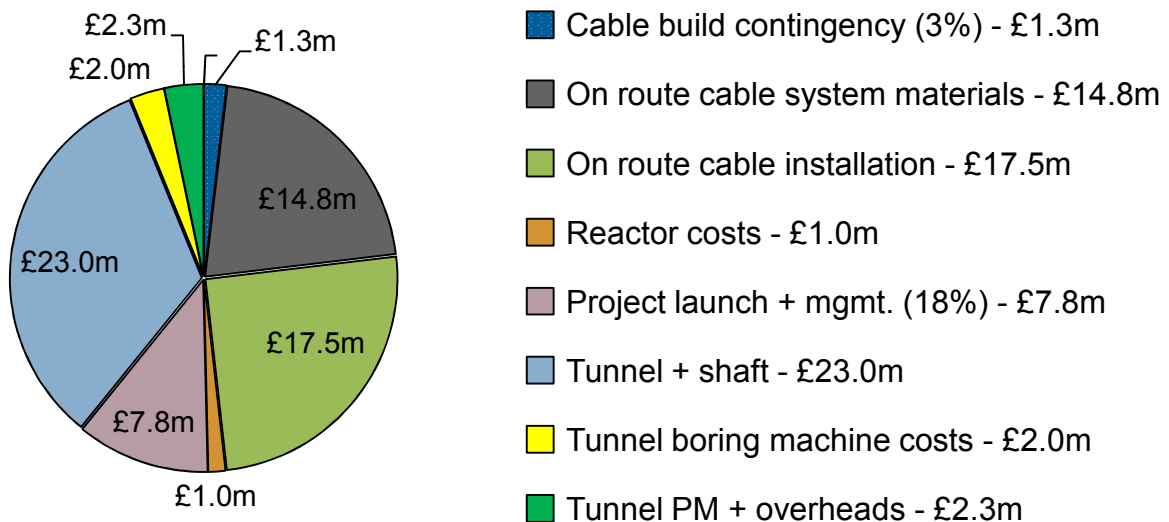 £2.3m
£1.3m
£2.0m
£14.8m
£23.0m
£17.5m
£7.8m
£1.0m
Cable build contingency (3%) - £1.3m
On route cable system materials - £14.8m
On route cable installation - £17.5m
Reactor costs - £1.0m
Project launch + mgmt. (18%) - £7.8m
Tunnel + shaft - £23.0m
Tunnel boring machine costs - £2.0m
Tunnel PM + overheads - £2.3m